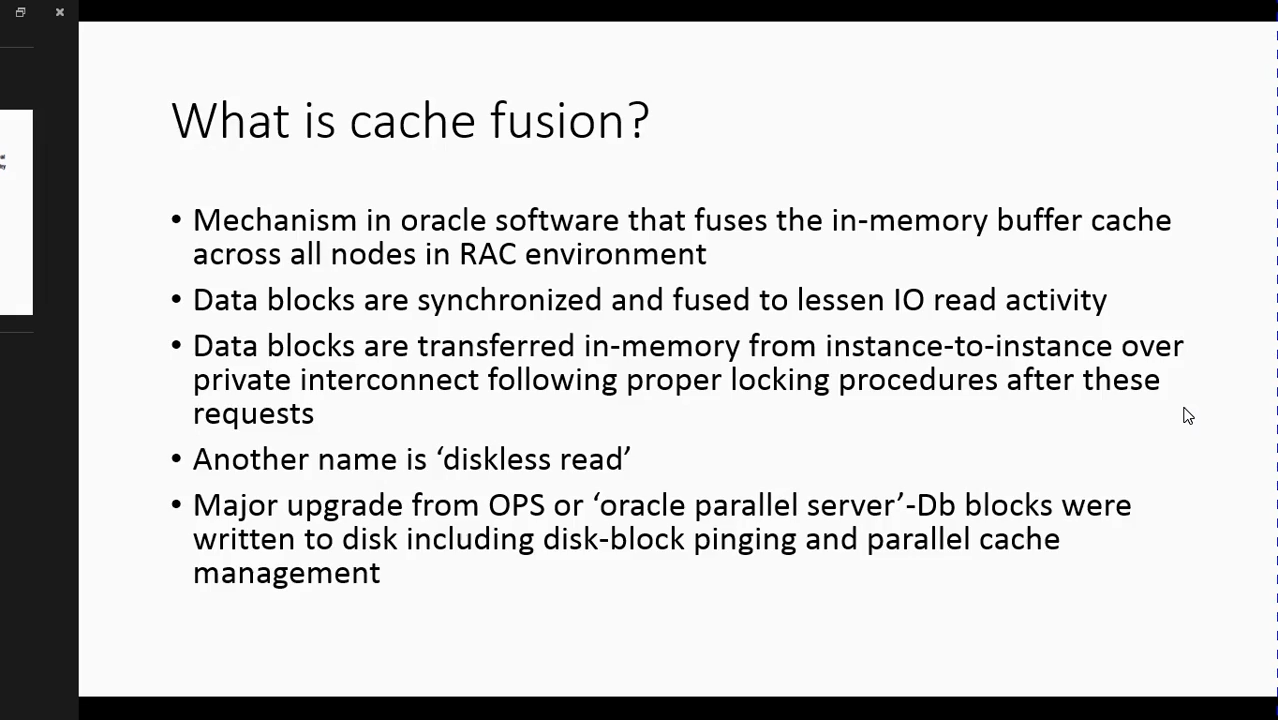 What is cache fusion?
• Mechanism in oracle software that fuses the in-memory buffer cache
across all nodes in RAC environment
• Data blocks are synchronized and fused to lessen IO read activity
• Data blocks are transferred in-memory from instance-to-instance over
private interconnect following proper locking procedures after these
requests
• Another name is ‘diskless read’
• Major upgrade from OPS or ‘oracle parallel server’-Db blocks were
written to disk including disk-block pinging and parallel cache
management